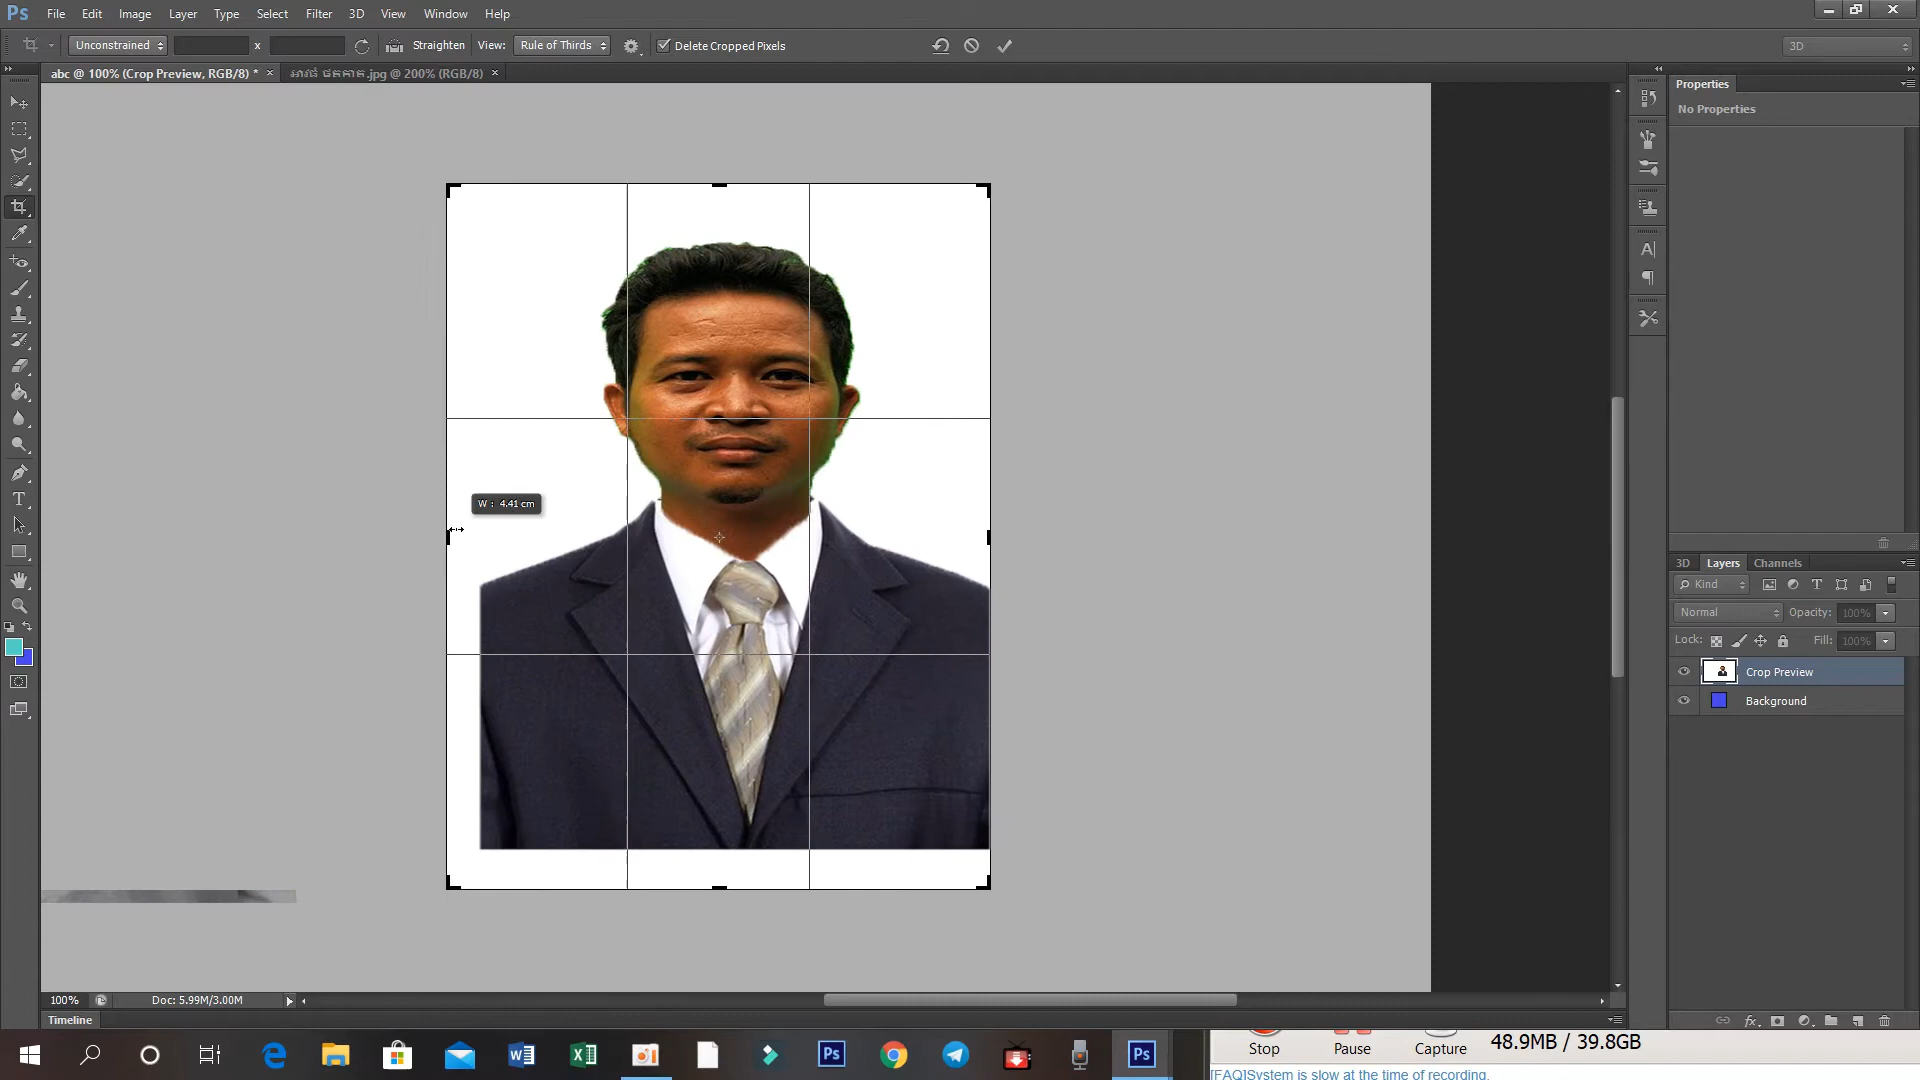 Ps File Edit Image Layer Type Select Filter 3D View Window Help
Unconstrained x Straighten View: Rule of Thirds Delete Cropped Pixels 3D
abc @ 100% (Crop Preview, RGB/8) * × .jpg @ 200% (RGB/8) ×
Properties
No Properties
W : 4.41 cm
3D Layers Channels
Kind
Normal Opacity: 100%
Lock: Fill: 100%
Crop Preview
Background
100% Doc: 5.99M/3.00M
Timeline
Stop Pause Capture 48.9MB / 39.8GB
[FAQ]System is slow at the time of recording.